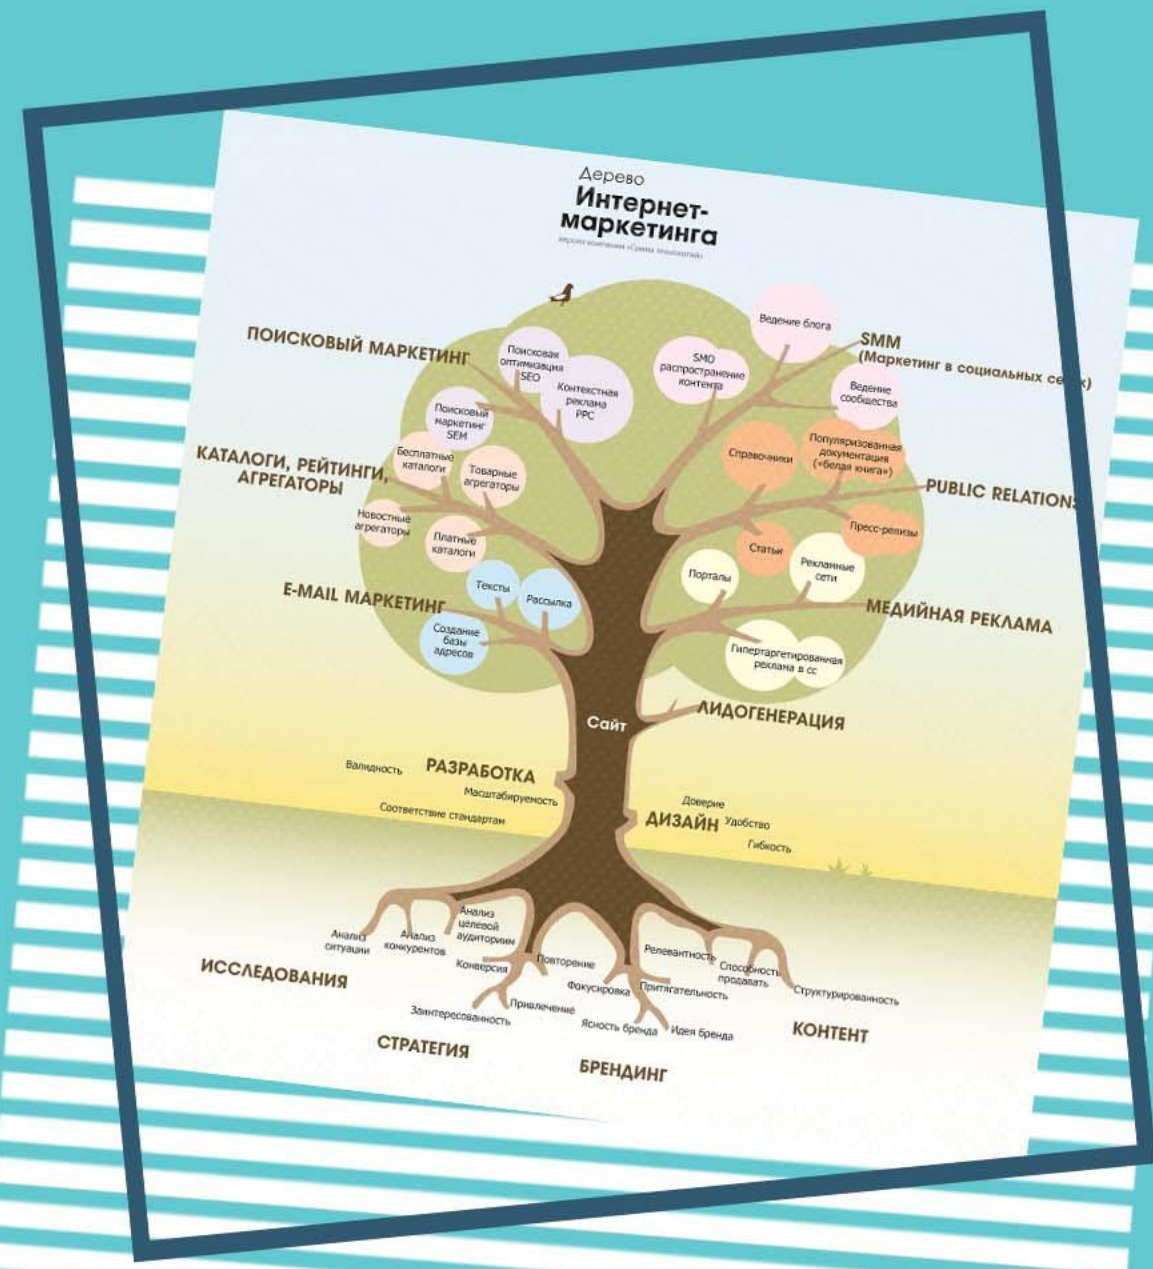 Дерево
Интернет-
маркетинга
версия компании «Сумма технологий»
ПОИСКОВЫЙ МАРКЕТИНГ
Поисковая
оптимизация
SEO
Контекстная
реклама
PPC
Поисковый
маркетинг
SEM
КАТАЛОГИ, РЕЙТИНГИ,
АГРЕГАТОРЫ
Бесплатные
каталоги
Товарные
агрегаторы
Новостные
агрегаторы
Платные
каталоги
E-MAIL МАРКЕТИНГ
Тексты
Рассылка
Создание
базы
адресов
Ведение блога
SMM
(Маркетинг в социальных
SMO
распространение
контента
Ведение
сообщества
Справочники
Популяризованная
документация
(«белая книга»)
PUBLIC RELATIONS
Пресс-релизы
Статьи
Рекламные
сети
Порталы
МЕДИЙНАЯ РЕКЛАМА
Гипертаргетированная
реклама в сс
ЛИДОГЕНЕРАЦИЯ
Сайт
Валидность
РАЗРАБОТКА
Масштабируемость
Соответствие стандартам
Доверие
ДИЗАЙН Удобство
Гибкость
Анализ
ситуации
Анализ
конкурентов
Анализ
целевой
аудиториим
ИССЛЕДОВАНИЯ
Конверсия
Заинтересованность
Привлечение
СТРАТЕГИЯ
Повторение
Фокусировка
Притягательность
Ясность бренда
Идея бренда
БРЕНДИНГ
Релевантность
Способность
продавать
Структурированность
КОНТЕНТ